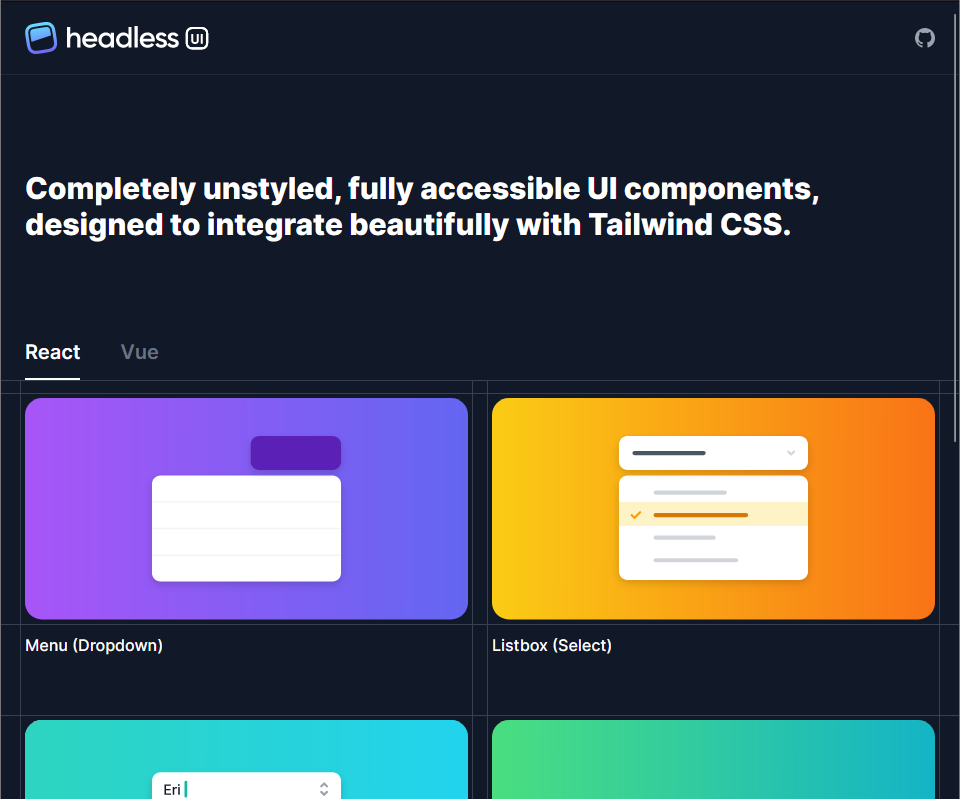 headless UI
Completely unstyled, fully accessible UI components,
designed to integrate beautifully with Tailwind CSS.
React Vue
Menu (Dropdown) Listbox (Select)
Eri